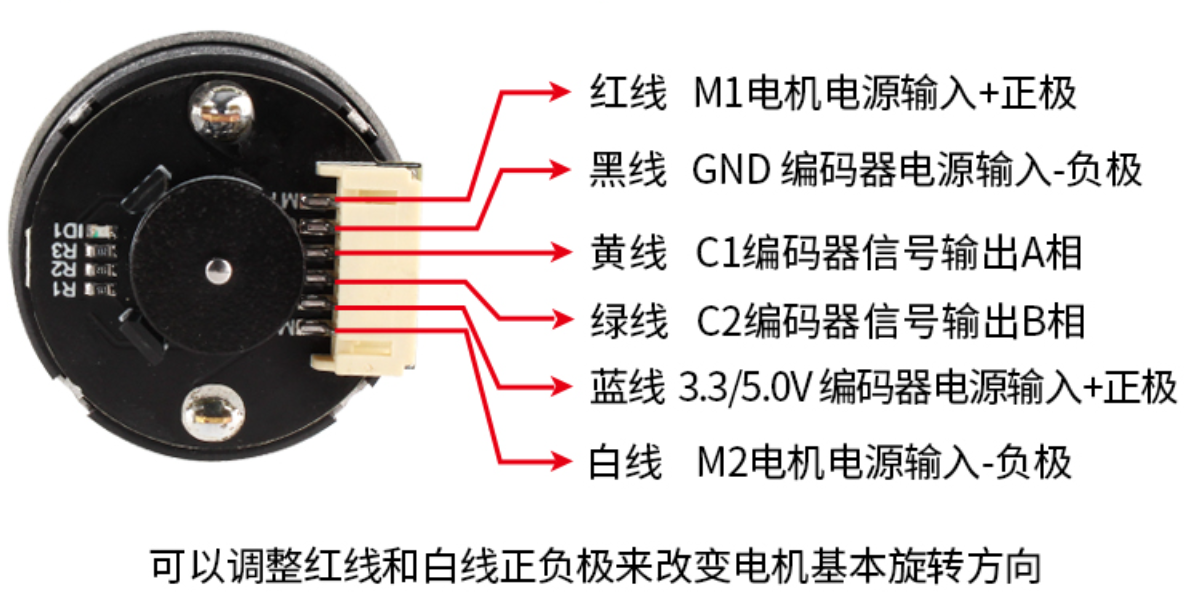 红线 M1电机电源输入+正极
黑线 GND 编码器电源输入-负极
黄线 C1编码器信号输出A相
绿线 C2编码器信号输出B相
蓝线 3.3/5.0V 编码器电源输入+正极
白线 M2电机电源输入-负极
ID1
R3
R2
R1
可以调整红线和白线正负极来改变电机基本旋转方向